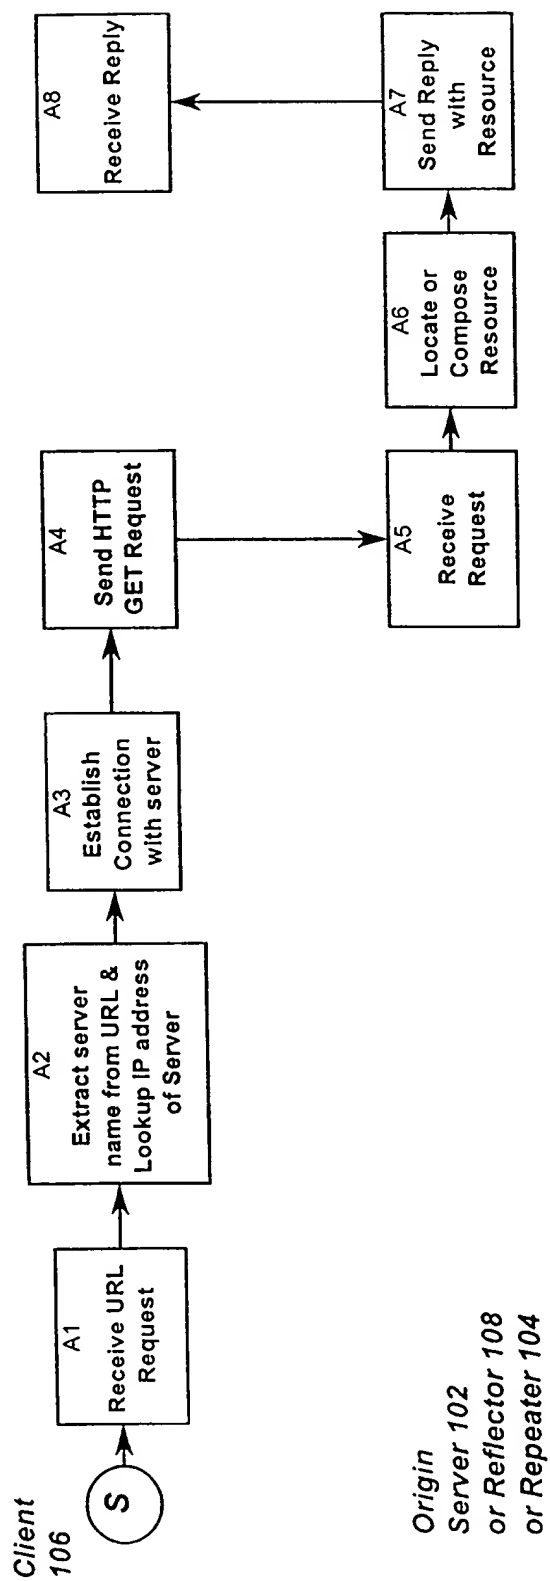 Client
106
S
A1
Receive URL
Request
A2
Extract server
name from URL &
Lookup IP address
of Server
A3
Establish
Connection
with server
A4
Send HTTP
GET Request
A8
Receive Reply
Origin
Server 102
or Reflector 108
or Repeater 104
A5
Receive
Request
A6
Locate or
Compose
Resource
A7
Send Reply
with
Resource